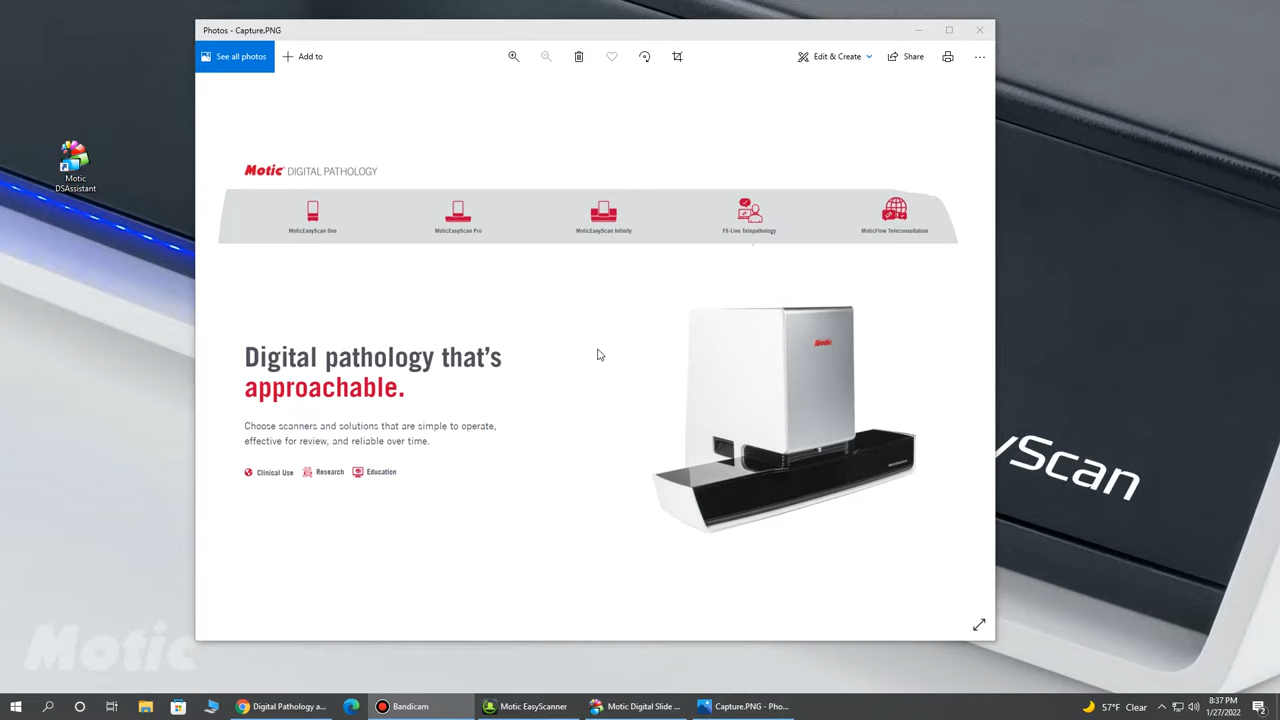 Photos - Capture.PNG
See all photos
Add to
Edit & Create
Share
Motic DIGITAL PATHOLOGY
MoticEasyScan One
MoticEasyScan Pro
MoticEasyScan Infinity
FS-Live Telepathology
MoticFlow Teleconsultation
Motic
DSAssistant
Motic
Digital pathology that's
approachable.
Choose scanners and solutions that are simple to operate,
effective for review, and reliable over time.
Clinical Use
Research
Education
yScan
Motic
Digital Pathology a...
Bandicam
Motic EasyScanner
Motic Digital Slide ...
Capture.PNG - Pho...
57°F Clear
8:37 PM
1/27/2022
2